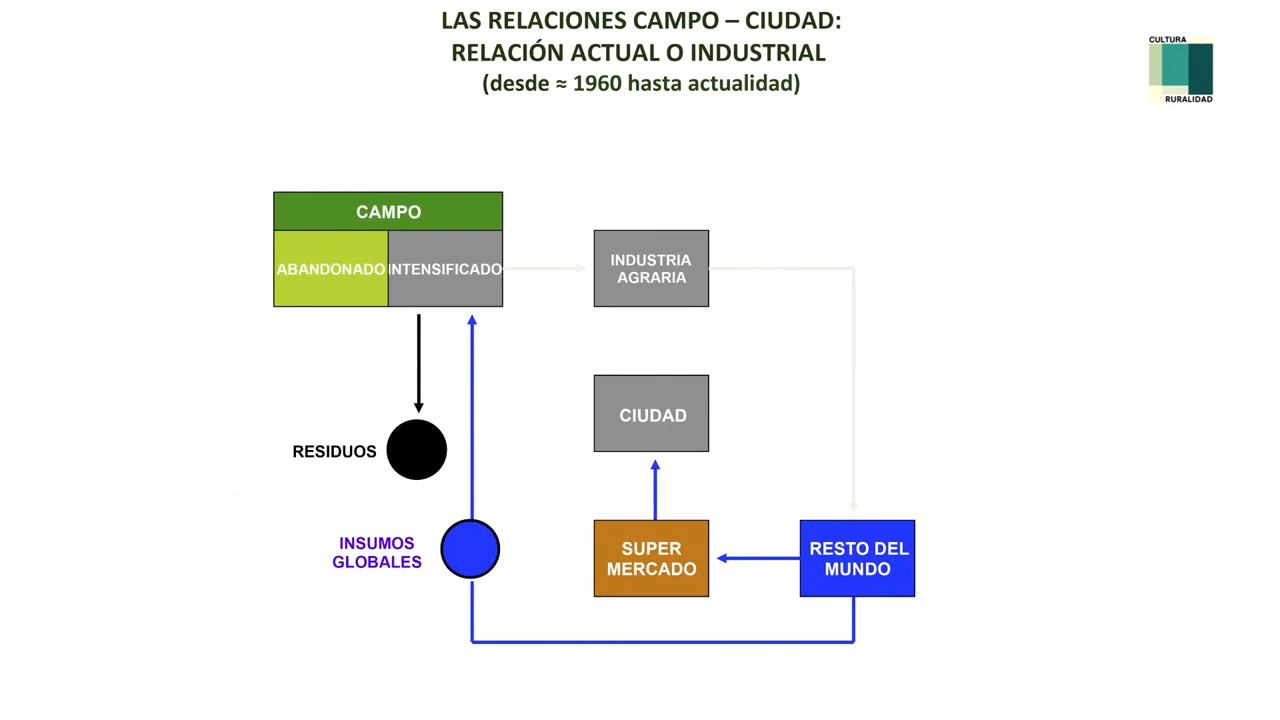 LAS RELACIONES CAMPO – CIUDAD:
RELACIÓN ACTUAL O INDUSTRIAL
(desde ≈ 1960 hasta actualidad)
CULTURA
RURALIDAD
CAMPO
ABANDONADO
INTENSIFICADO
INDUSTRIA
AGRARIA
CIUDAD
RESIDUOS
INSUMOS
GLOBALES
SUPER
MERCADO
RESTO DEL
MUNDO